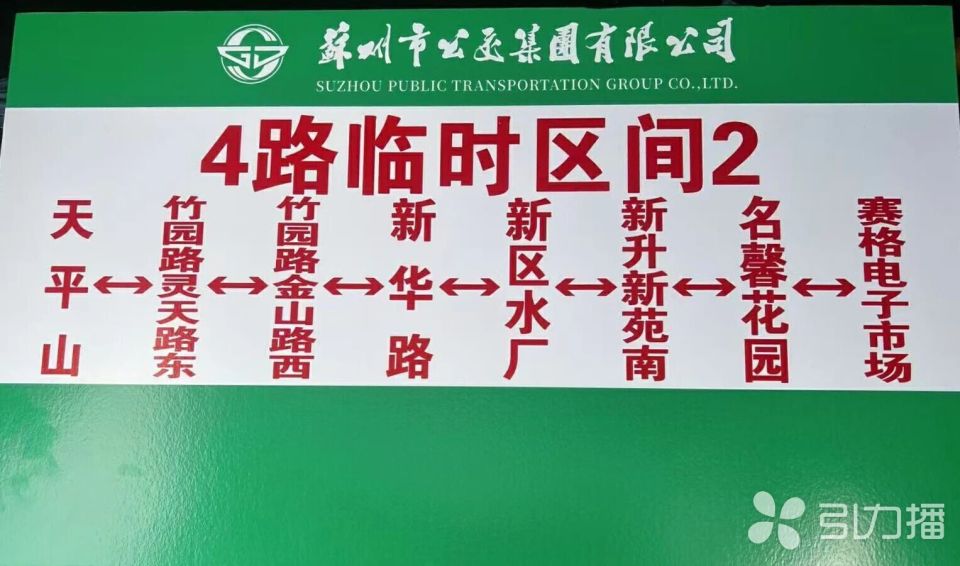 蘇州市公交集團有限公司
SUZHOU PUBLIC TRANSPORTATION GROUP CO.,LTD.
4路临时区间2
天平山
竹园路灵天路东
竹园路金山路西
新华路
新区水厂
新升新苑南
名馨花园
赛格电子市场
引力播